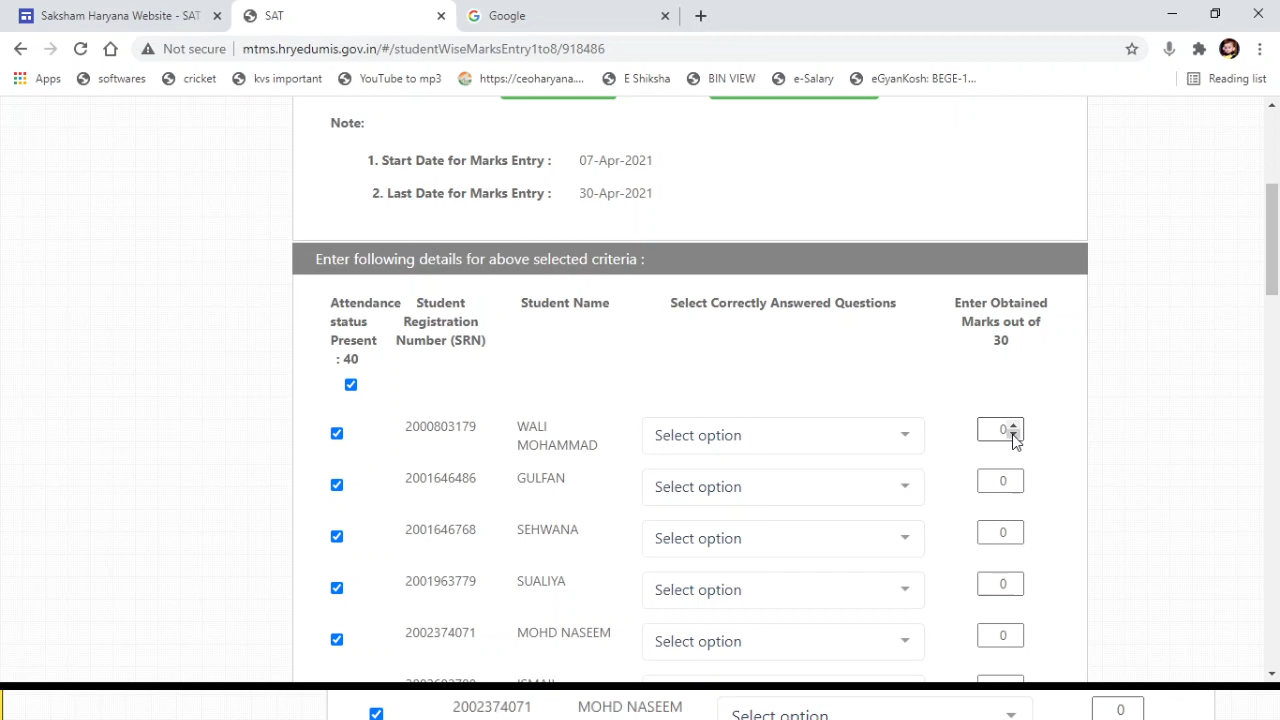 Saksham Haryana Website - SAT
SAT
Google
Not secure mtms.hryedumis.gov.in/#/studentWiseMarksEntry1to8/918486
Apps softwares cricket kvs important YouTube to mp3 https://ceoharyana.... E Shiksha BIN VIEW e-Salary eGyanKosh: BEGE-1... Reading list
Note:
1. Start Date for Marks Entry : 07-Apr-2021
2. Last Date for Marks Entry : 30-Apr-2021
Enter following details for above selected criteria :
Attendance Student Student Name Select Correctly Answered Questions Enter Obtained
status Registration Marks out of
Present Number (SRN) 30
: 40
2000803179 WALI Select option 0
MOHAMMAD
2001646486 GULFAN Select option 0
2001646768 SEHWANA Select option 0
2001963779 SUALIYA Select option 0
2002374071 MOHD NASEEM Select option 0
2002374071 MOHD NASEEM Select option 0